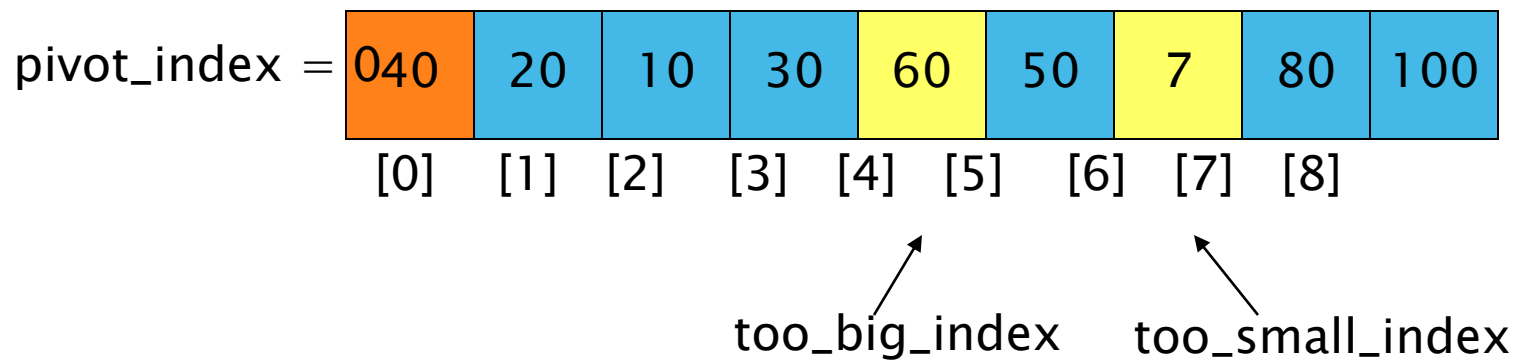 pivot_index = 040 20 10 30 60 50 7 80 100
[0] [1] [2] [3] [4] [5] [6] [7] [8]
too_big_index too_small_index